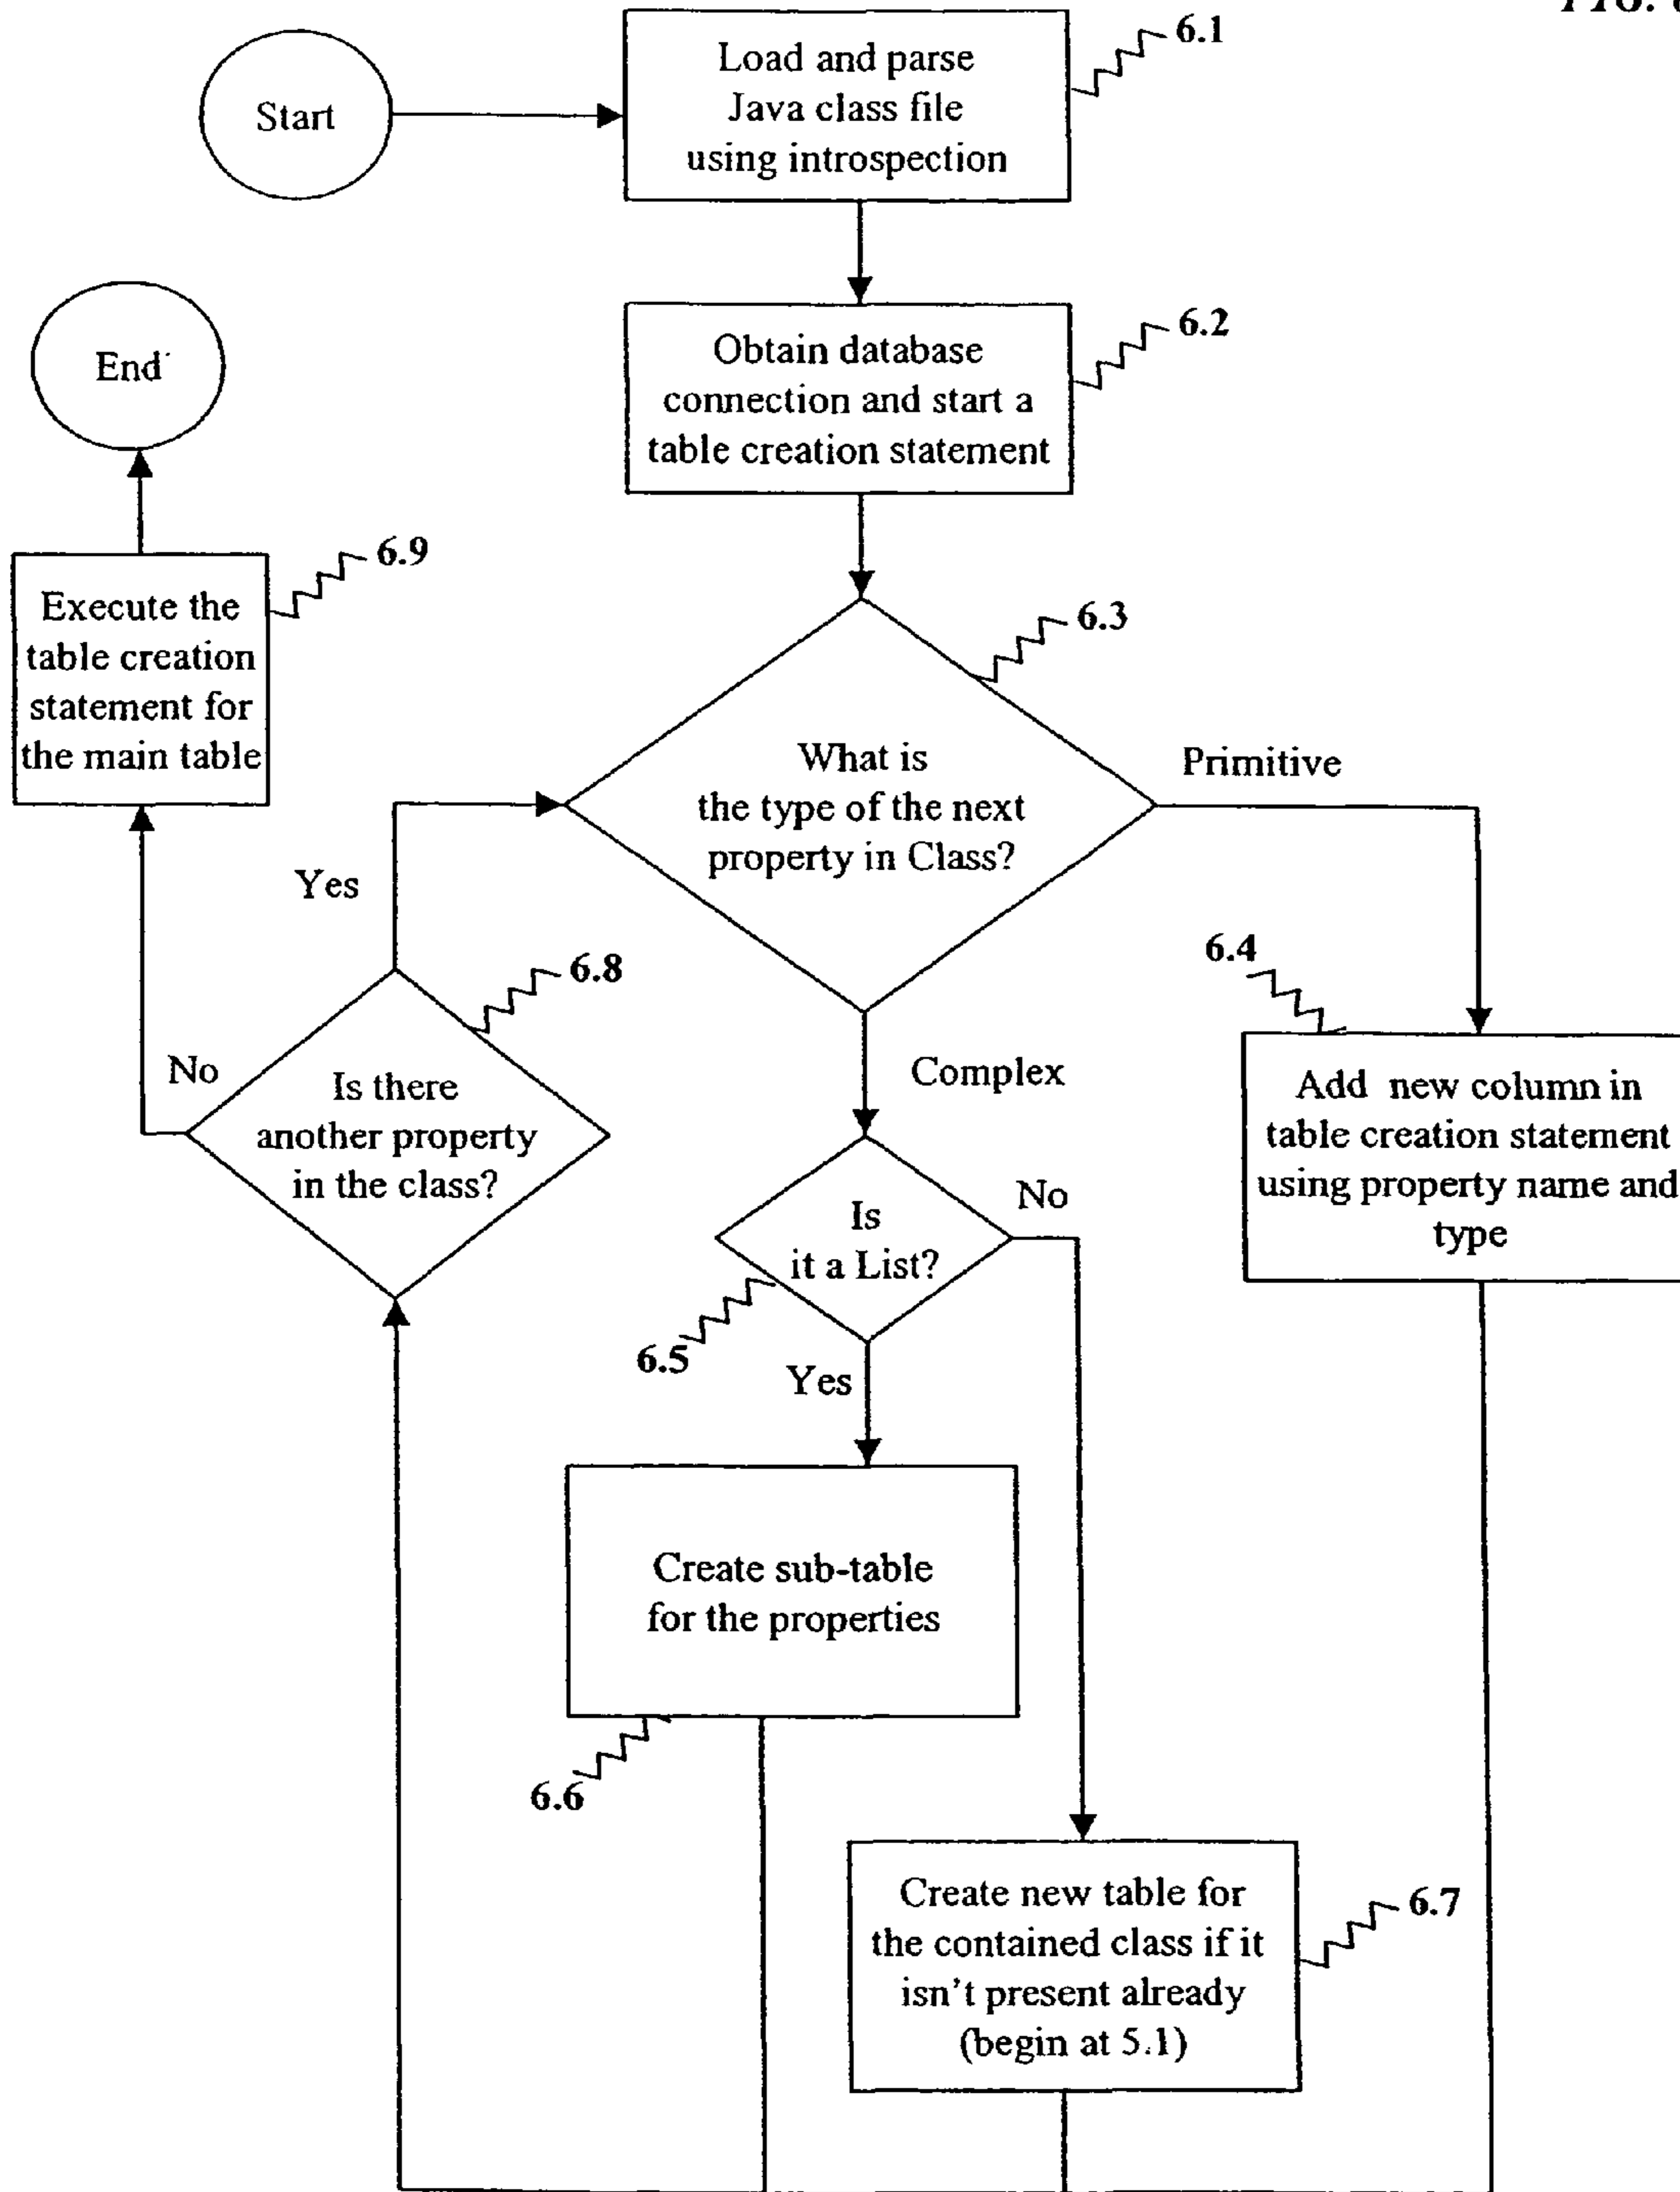 Start
Load and parse
Java class file
using introspection
6.1
Obtain database
connection and start a
table creation statement
6.2
End
Execute the
table creation
statement for
the main table
6.9
What is
the type of the next
property in Class?
6.3
Primitive
Yes
6.8
Is there
another property
in the class?
No
Complex
6.4
Add new column in
table creation statement
using property name and
type
Is
it a List?
No
6.5
Yes
Create sub-table
for the properties
6.6
Create new table for
the contained class if it
isn't present already
(begin at 5.1)
6.7